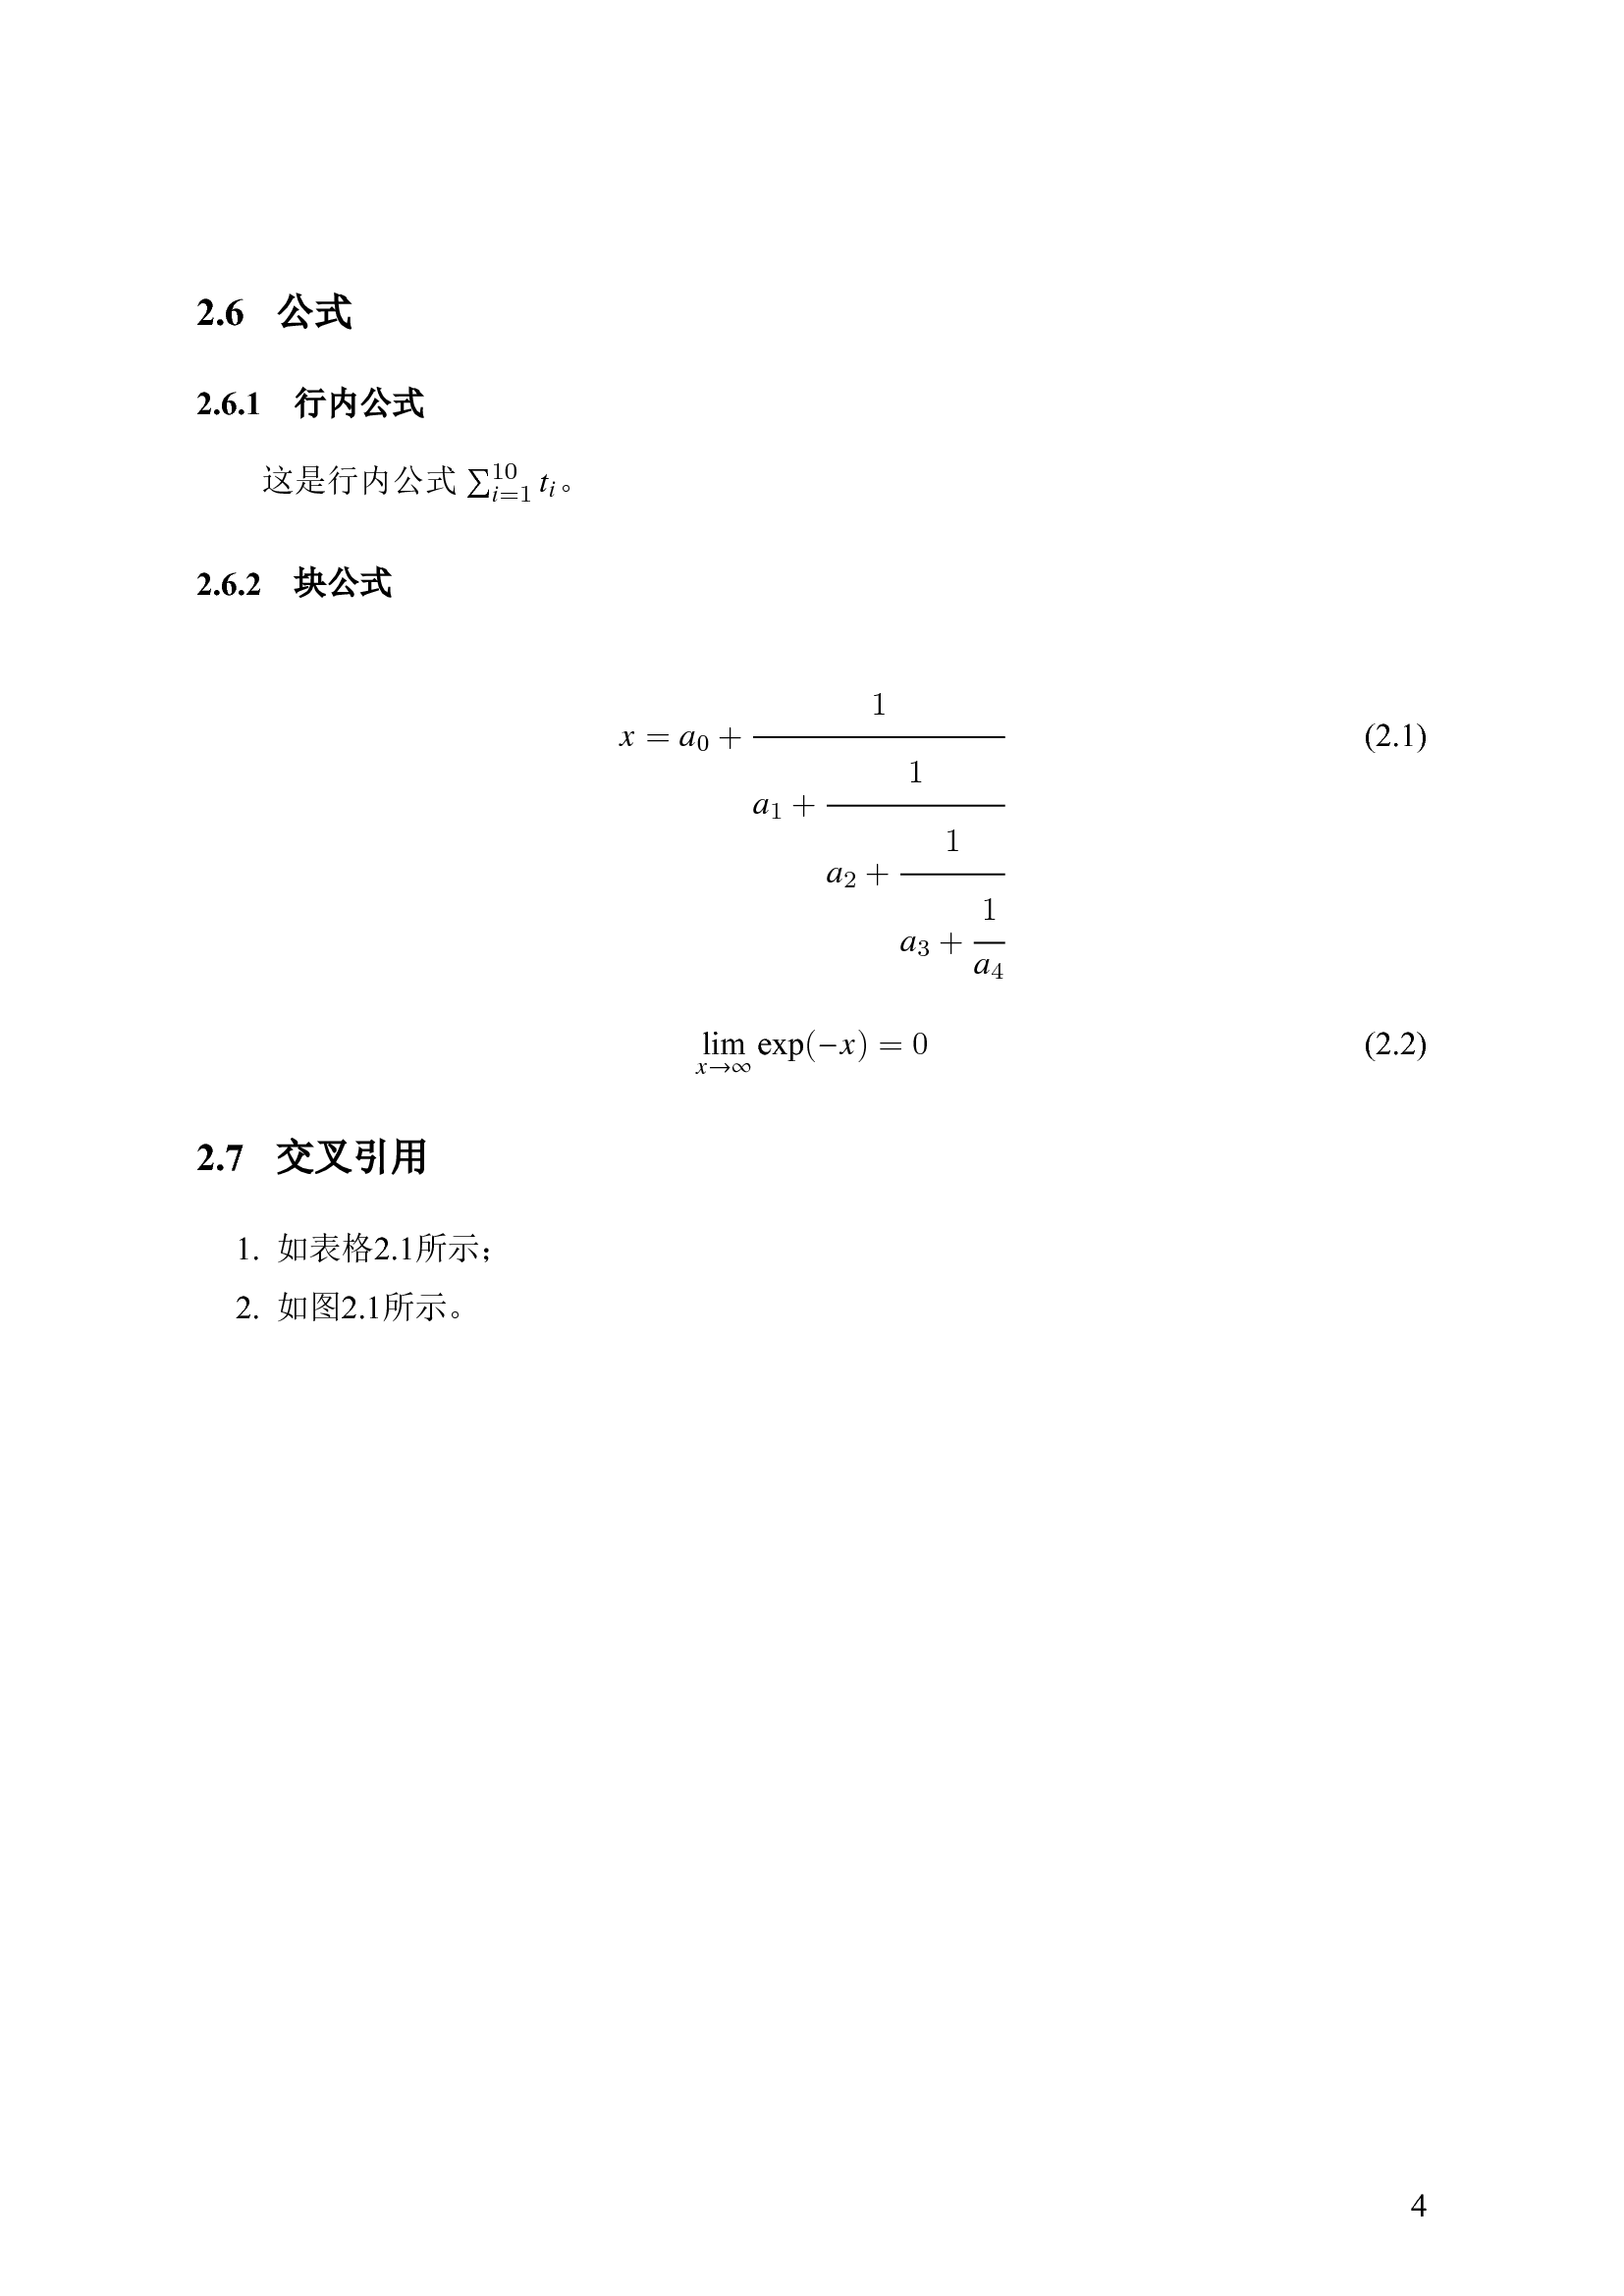 2.6 公式
2.6.1 行内公式
这是行内公式 $\sum_{i=1}^{10} t_i$。
2.6.2 块公式
$x = a_0 + \cfrac{1}{a_1 + \cfrac{1}{a_2 + \cfrac{1}{a_3 + \cfrac{1}{a_4}}}}$ (2.1)
$\lim_{x \to \infty} \exp(-x) = 0$ (2.2)
2.7 交叉引用
1. 如表格2.1所示；
2. 如图2.1所示。
4